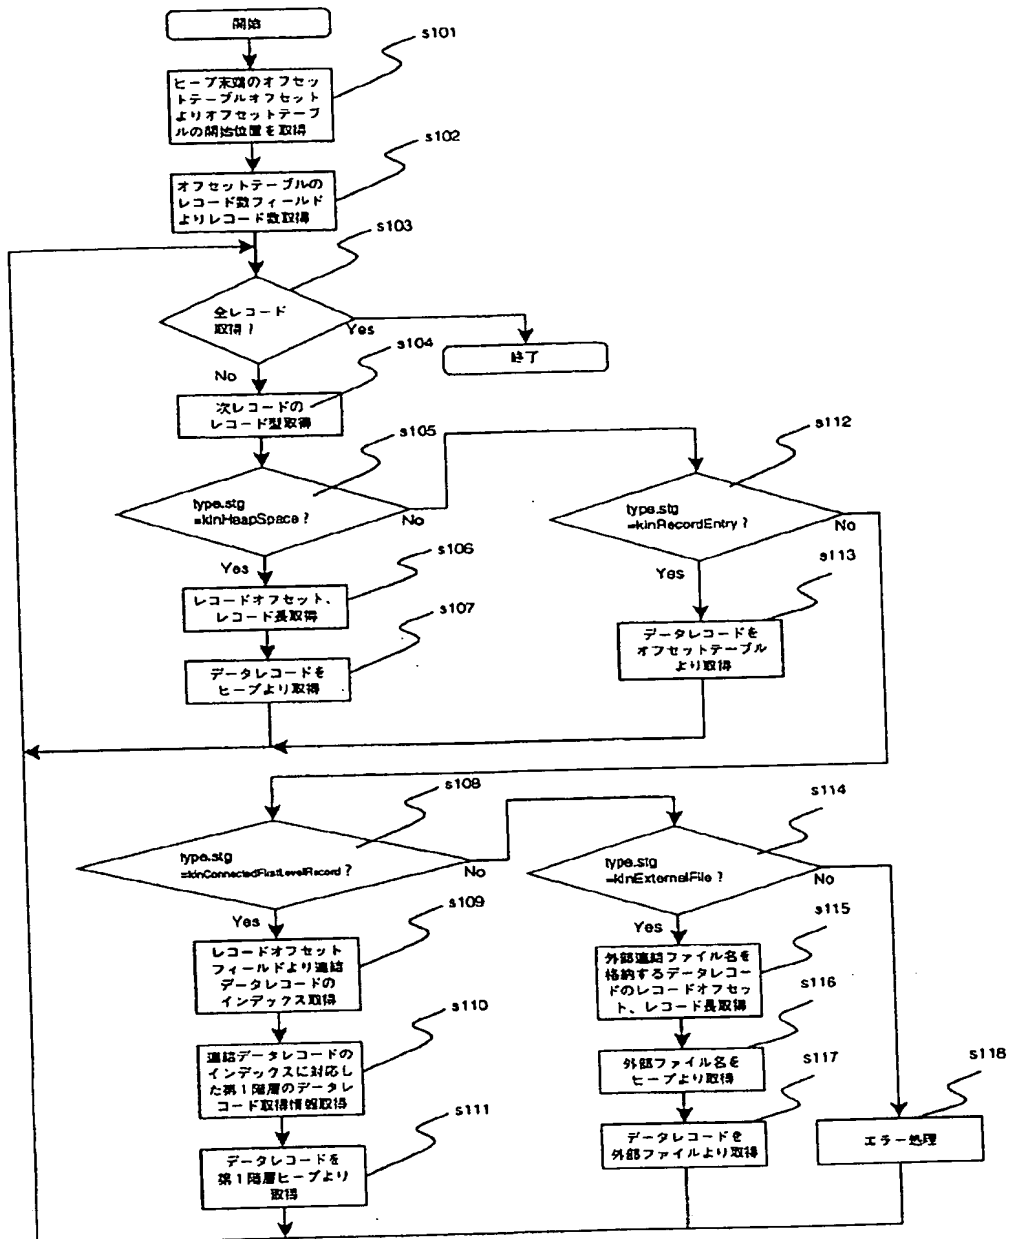 開始
s101
ヒープ末端のオフセッ
トテーブルオフセット
よりオフセットテーブ
ルの開始位置を取得
s102
オフセットテーブルの
レコード数フィールド
よりレコード数取得
s103
全レコード
取得？
Yes
終了
No
s104
次レコードの
レコード型取得
s105
type.stg
=kInHeapSpace？
No
s112
type.stg
=kInRecordEntry？
No
Yes
s106
レコードオフセット、
レコード長取得
s107
データレコードを
ヒープより取得
Yes
s113
データレコードを
オフセットテーブル
より取得
s108
type.stg
=kInConnectedFirstLevelRecord？
No
s114
type.stg
=kInExternalFile？
No
Yes
s109
レコードオフセット
フィールドより連結
データレコードの
インデックス取得
s110
連結データレコードの
インデックスに対応し
た第1階層のデータレ
コード取得情報取得
s111
データレコードを
第1階層ヒープより
取得
Yes
s115
外部連結ファイル名を
格納するデータレコー
ドのレコードオフセッ
ト、レコード長取得
s116
外部ファイル名を
ヒープより取得
s117
データレコードを
外部ファイルより取得
s118
エラー処理